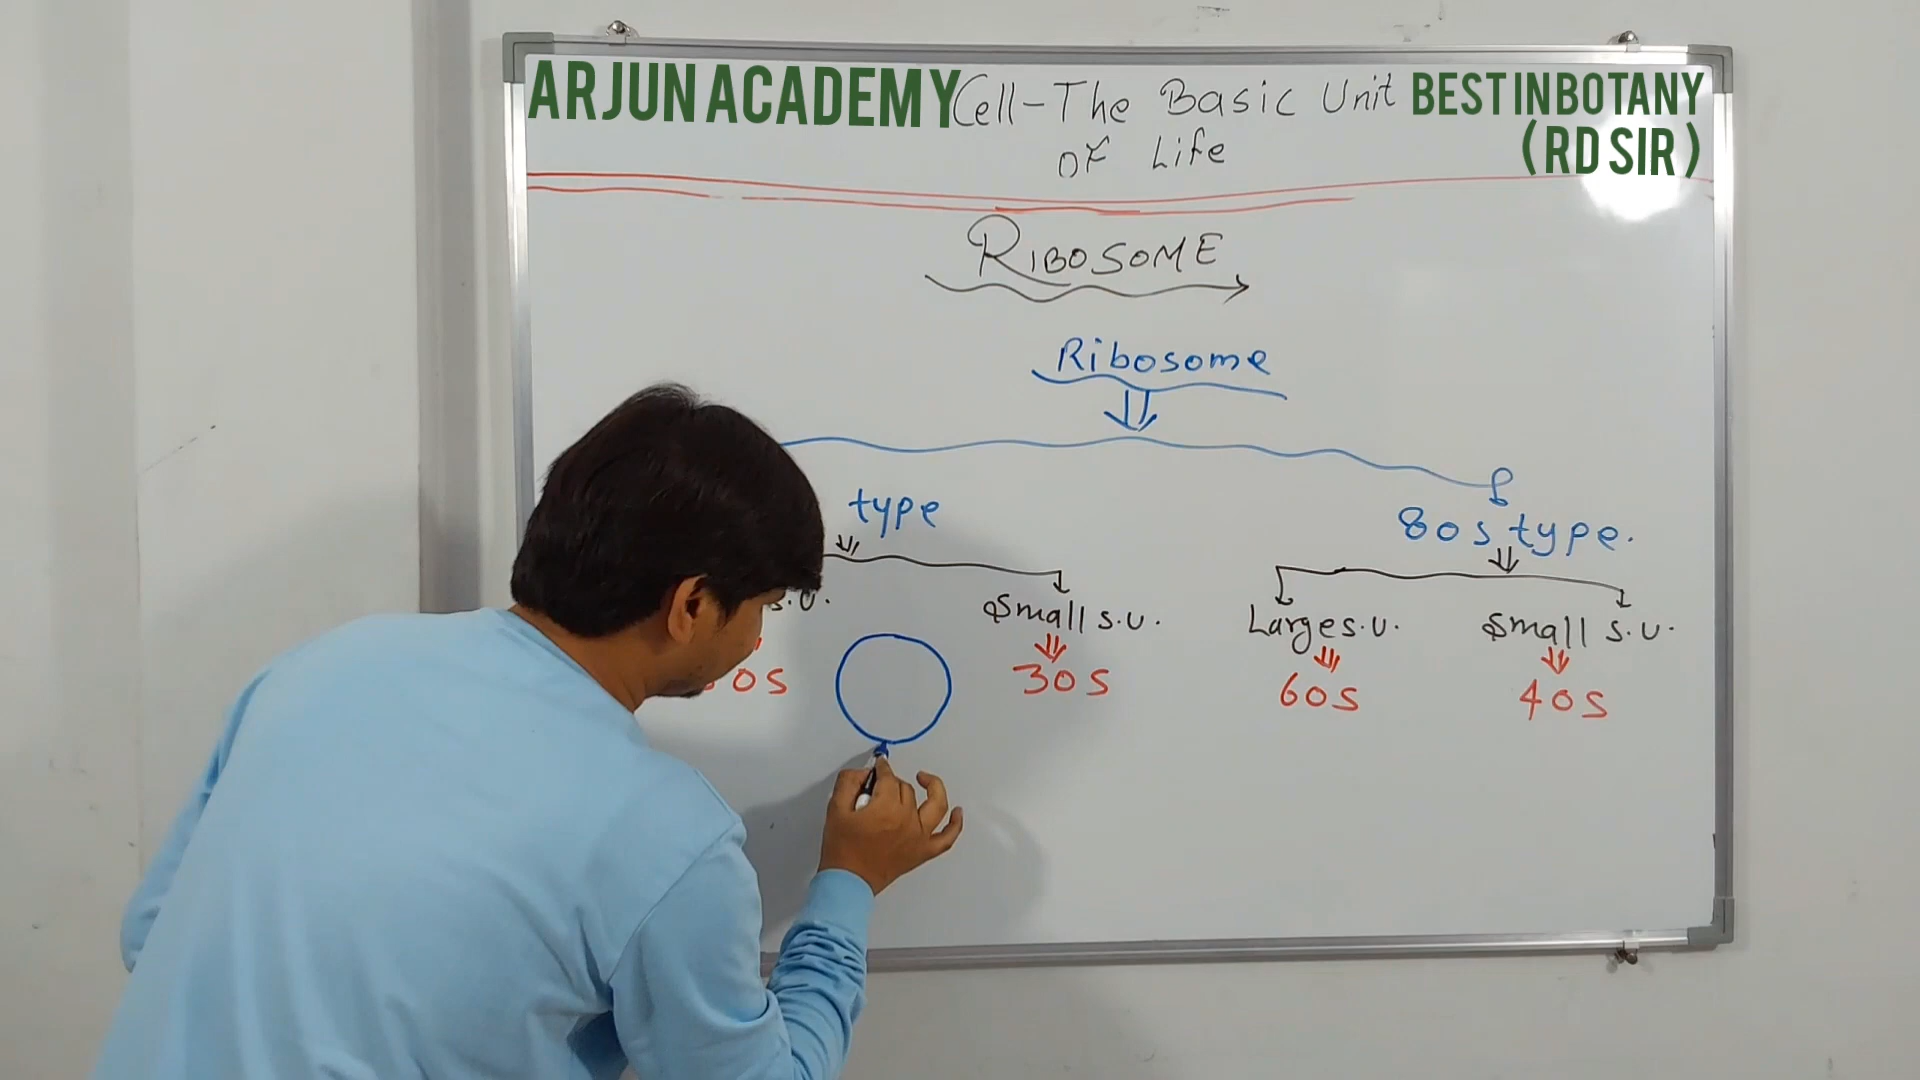 ARJUN ACADEMY
Cell-The Basic Unit
of Life
BEST IN BOTANY
(RD SIR)
RIBOSOME
Ribosome
type
80s type.
s.u.
Small s.u.
Large s.u.
Small s.u.
0S
30S
60S
40S